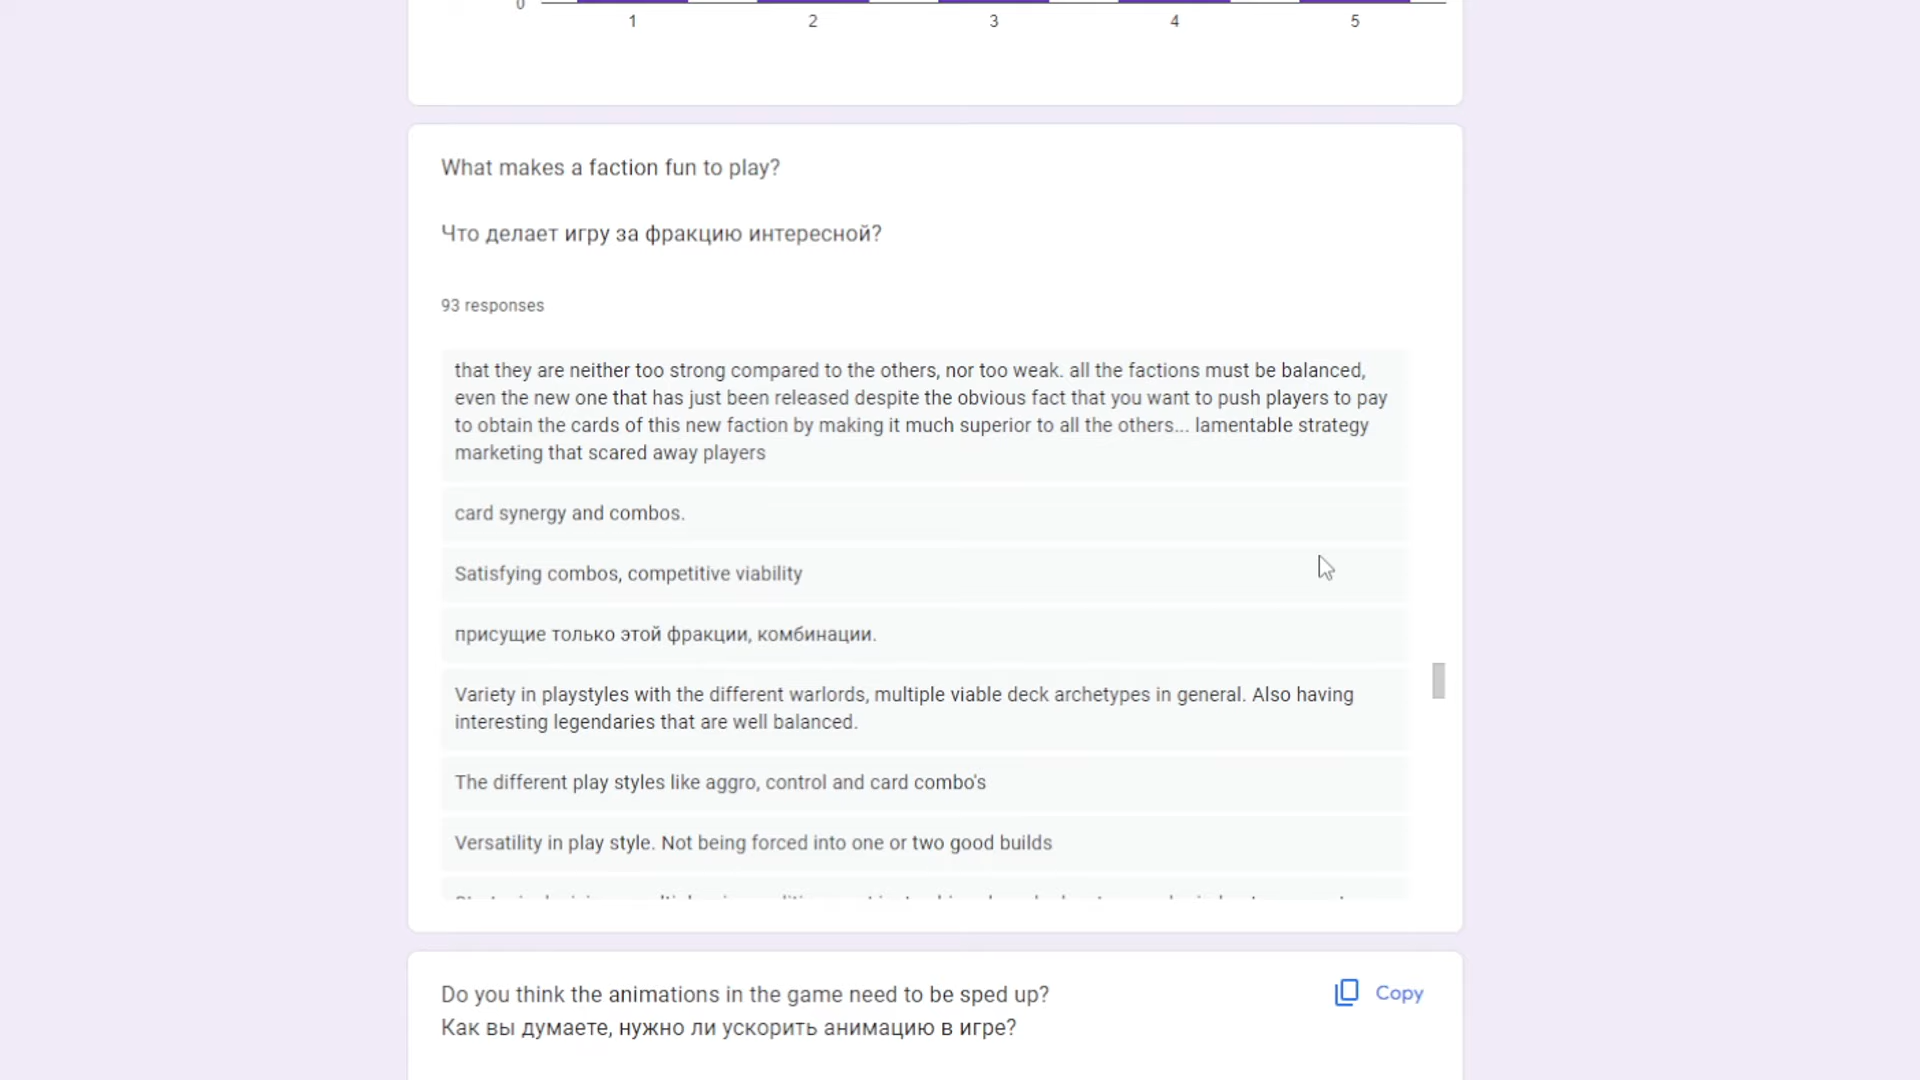 0
1 2 3 4 5
What makes a faction fun to play?
Что делает игру за фракцию интересной?
93 responses
that they are neither too strong compared to the others, nor too weak. all the factions must be balanced,
even the new one that has just been released despite the obvious fact that you want to push players to pay
to obtain the cards of this new faction by making it much superior to all the others... lamentable strategy
marketing that scared away players
card synergy and combos.
Satisfying combos, competitive viability
присущие только этой фракции, комбинации.
Variety in playstyles with the different warlords, multiple viable deck archetypes in general. Also having
interesting legendaries that are well balanced.
The different play styles like aggro, control and card combo's
Versatility in play style. Not being forced into one or two good builds
Do you think the animations in the game need to be sped up?
Copy
Как вы думаете, нужно ли ускорить анимацию в игре?